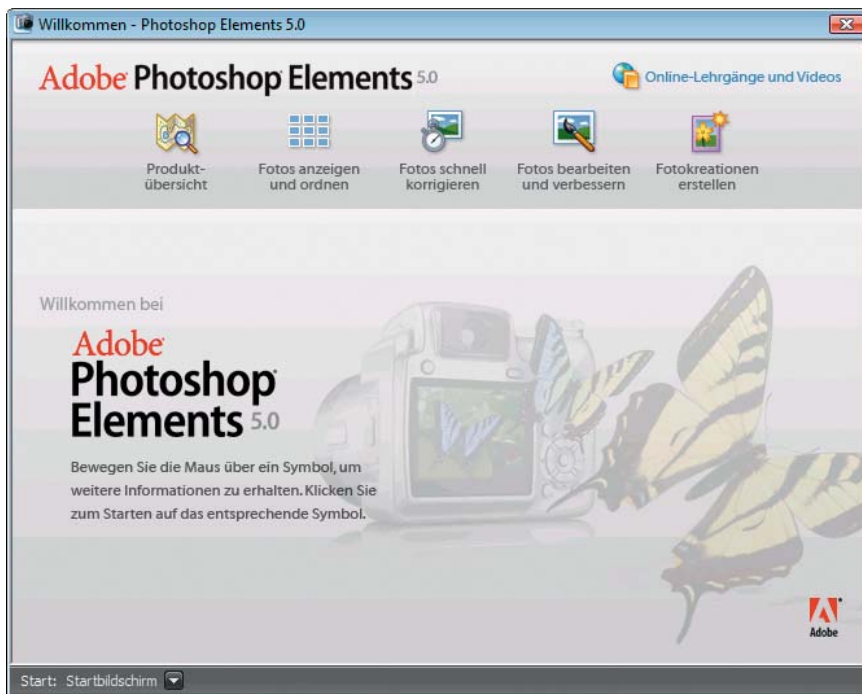 Willkommen - Photoshop Elements 5.0
Adobe Photoshop Elements 5.0
Online-Lehrgänge und Videos
Produkt-
übersicht
Fotos anzeigen
und ordnen
Fotos schnell
korrigieren
Fotos bearbeiten
und verbessern
Fotokreationen
erstellen
Willkommen bei
Adobe
Photoshop
Elements 5.0
Bewegen Sie die Maus über ein Symbol, um
weitere Informationen zu erhalten. Klicken Sie
zum Starten auf das entsprechende Symbol.
Adobe
Start: Startbildschirm